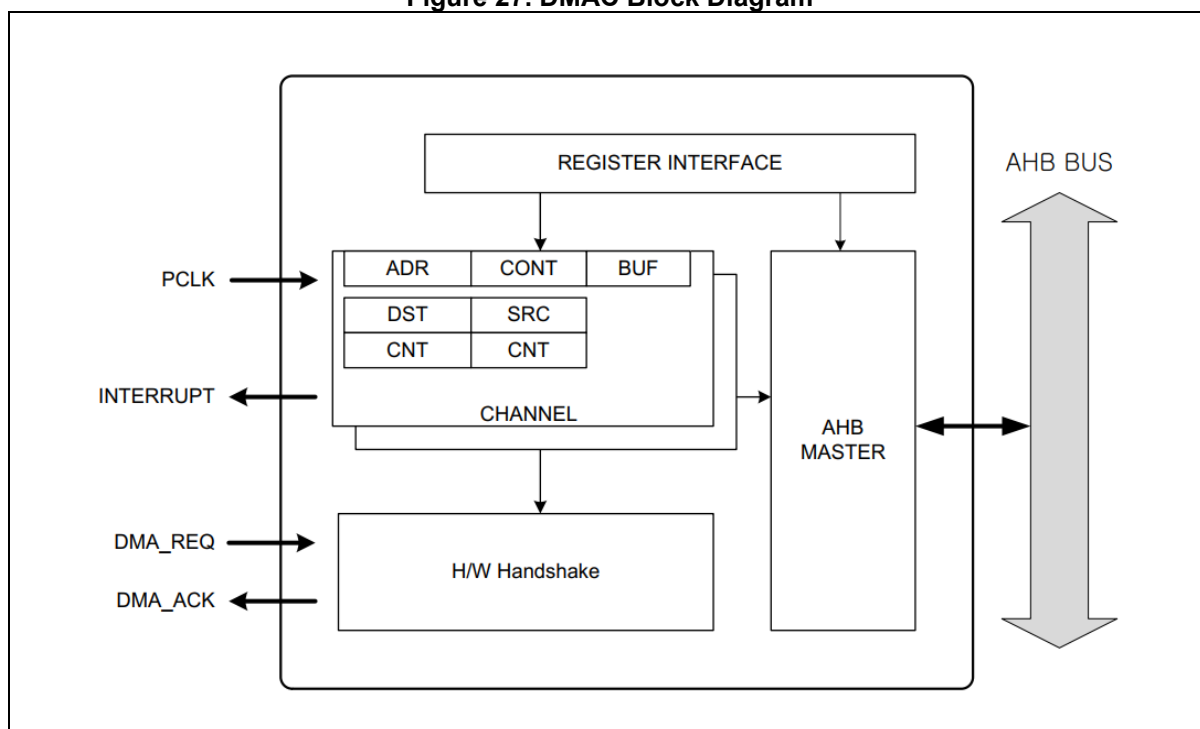 Figure 27. DMAC Block Diagram
REGISTER INTERFACE
AHB BUS
PCLK
ADR CONT BUF
DST SRC
CNT CNT
INTERRUPT
CHANNEL
AHB
MASTER
DMA_REQ
H/W Handshake
DMA_ACK